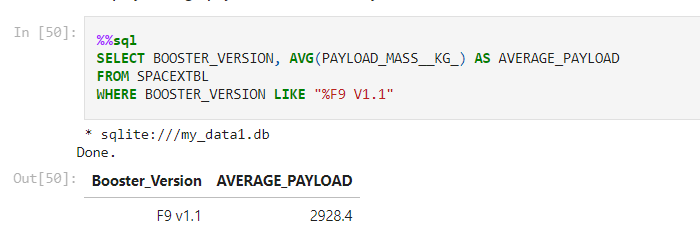 In [50]:
%%sql
SELECT BOOSTER_VERSION, AVG(PAYLOAD_MASS__KG_) AS AVERAGE_PAYLOAD
FROM SPACEXTBL
WHERE BOOSTER_VERSION LIKE "%F9 V1.1"
* sqlite:///my_data1.db
Done.
Out[50]:
Booster_Version AVERAGE_PAYLOAD
F9 v1.1 2928.4